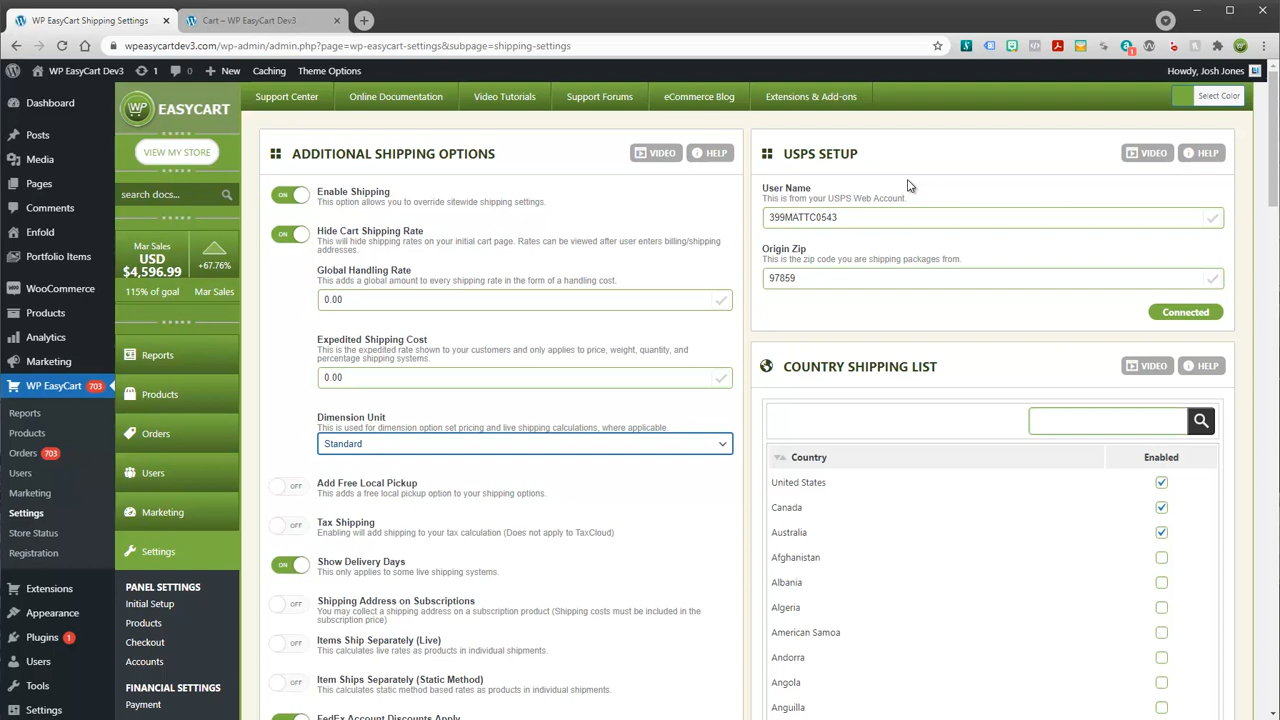 WP EasyCart Shipping Settings
Cart – WP EasyCart Dev3
wpeasycartdev3.com/wp-admin/admin.php?page=wp-easycart-settings&subpage=shipping-settings
WP EasyCart Dev3
1
0
New
Caching
Theme Options
Howdy, Josh Jones
Dashboard
Posts
Media
Pages
Comments
Enfold
Portfolio Items
WooCommerce
Products
Analytics
Marketing
WP EasyCart 703
Reports
Products
Orders 703
Users
Marketing
Settings
Store Status
Registration
Extensions
Appearance
Plugins 1
Users
Tools
Settings
WP EASYCART
VIEW MY STORE
search docs...
Mar Sales
USD
$4,596.99
+67.76%
115% of goal
Mar Sales
Reports
Products
Orders
Users
Marketing
Settings
PANEL SETTINGS
Initial Setup
Products
Checkout
Accounts
FINANCIAL SETTINGS
Payment
Support Center
Online Documentation
Video Tutorials
Support Forums
eCommerce Blog
Extensions & Add-ons
Select Color
ADDITIONAL SHIPPING OPTIONS
VIDEO
HELP
ON
Enable Shipping
This option allows you to override sitewide shipping settings.
ON
Hide Cart Shipping Rate
This will hide shipping rates on your initial cart page. Rates can be viewed after user enters billing/shipping
addresses.
Global Handling Rate
This adds a global amount to every shipping rate in the form of a handling cost.
0.00
Expedited Shipping Cost
This is the expedited rate shown to your customers and only applies to price, weight, quantity, and
percentage shipping systems.
0.00
Dimension Unit
This is used for dimension option set pricing and live shipping calculations, where applicable.
Standard
OFF
Add Free Local Pickup
This adds a free local pickup option to your shipping options.
OFF
Tax Shipping
Enabling will add shipping to your tax calculation (Does not apply to TaxCloud)
ON
Show Delivery Days
This only applies to some live shipping systems.
OFF
Shipping Address on Subscriptions
You may collect a shipping address on a subscription product (Shipping costs must be included in the
subscription price)
OFF
Items Ship Separately (Live)
This calculates live rates as products in individual shipments.
OFF
Item Ships Separately (Static Method)
This calculates static method based rates as products in individual shipments.
FedEx Account Discounts Apply
USPS SETUP
VIDEO
HELP
User Name
This is from your USPS Web Account.
399MATTC0543
Origin Zip
This is the zip code you are shipping packages from.
97859
Connected
COUNTRY SHIPPING LIST
VIDEO
HELP
Country
Enabled
United States
Canada
Australia
Afghanistan
Albania
Algeria
American Samoa
Andorra
Angola
Anguilla